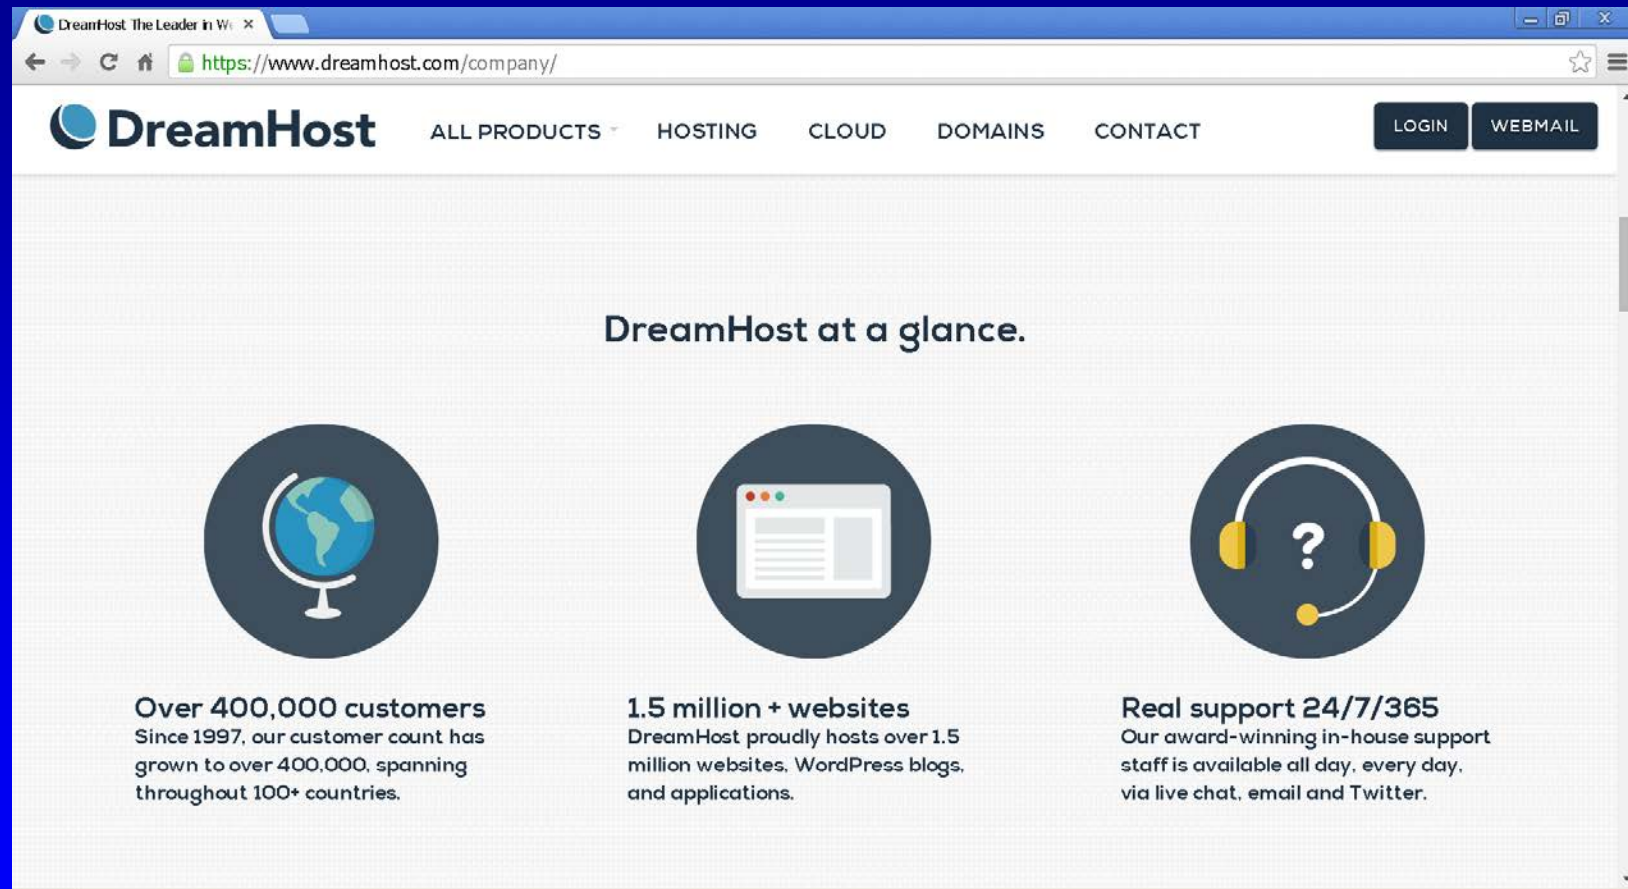 DreamHost The Leader in W
https://www.dreamhost.com/company/
DreamHost ALL PRODUCTS HOSTING CLOUD DOMAINS CONTACT LOGIN WEBMAIL
DreamHost at a glance.
?
Over 400,000 customers
Since 1997, our customer count has
grown to over 400,000, spanning
throughout 100+ countries.
1.5 million + websites
DreamHost proudly hosts over 1.5
million websites, WordPress blogs,
and applications.
Real support 24/7/365
Our award-winning in-house support
staff is available all day, every day,
via live chat, email and Twitter.